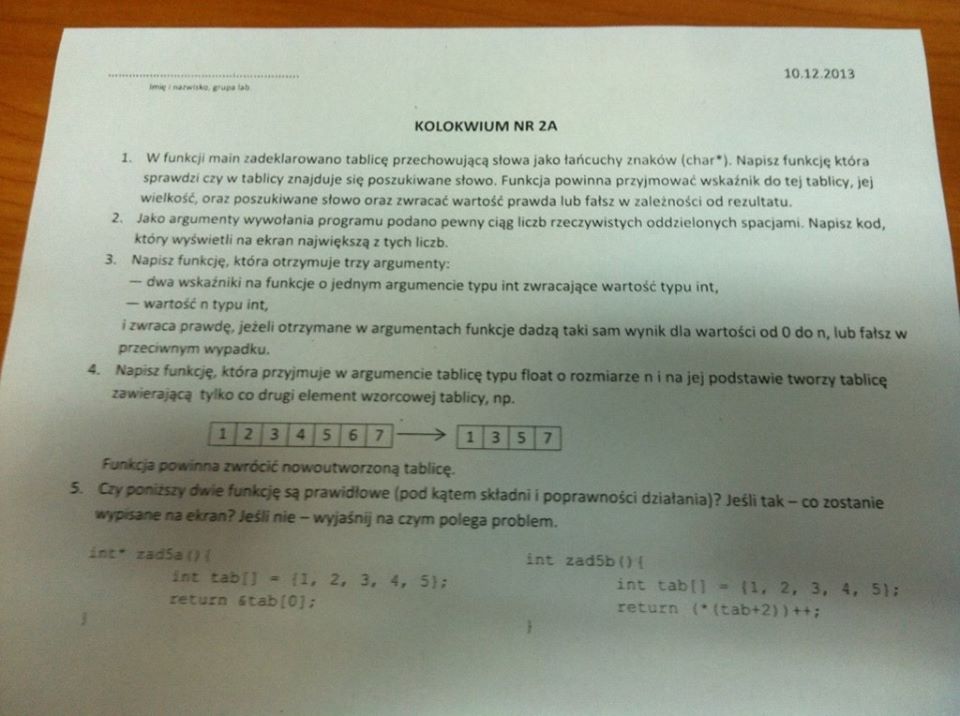 10.12.2013
Imię i nazwisko, grupa lab.
KOLOKWIUM NR 2A
1. W funkcji main zadeklarowano tablicę przechowującą słowa jako łańcuchy znaków (char*). Napisz funkcję która
sprawdzi czy w tablicy znajduje się poszukiwane słowo. Funkcja powinna przyjmować wskaźnik do tej tablicy, jej
wielkość, oraz poszukiwane słowo oraz zwracać wartość prawda lub fałsz w zależności od rezultatu.
2. Jako argumenty wywołania programu podano pewny ciąg liczb rzeczywistych oddzielonych spacjami. Napisz kod,
który wyświetli na ekran największą z tych liczb.
3. Napisz funkcję, która otrzymuje trzy argumenty:
— dwa wskaźniki na funkcje o jednym argumencie typu int zwracające wartość typu int,
— wartość n typu int,
i zwraca prawdę, jeżeli otrzymane w argumentach funkcje dadzą taki sam wynik dla wartości od 0 do n, lub fałsz w
przeciwnym wypadku.
4. Napisz funkcję, która przyjmuje w argumencie tablicę typu float o rozmiarze n i na jej podstawie tworzy tablicę
zawierającą tylko co drugi element wzorcowej tablicy, np.
1 2 3 4 5 6 7 → 1 3 5 7
Funkcja powinna zwrócić nowoutworzoną tablicę.
5. Czy poniższy dwie funkcję są prawidłowe (pod kątem składni i poprawności działania)? Jeśli tak – co zostanie
wypisane na ekran? Jeśli nie – wyjaśnij na czym polega problem.
int* zad5a(){
int tab[] = {1, 2, 3, 4, 5};
return &tab[0];
}
int zad5b(){
int tab[] = {1, 2, 3, 4, 5};
return (*(tab+2))++;
}